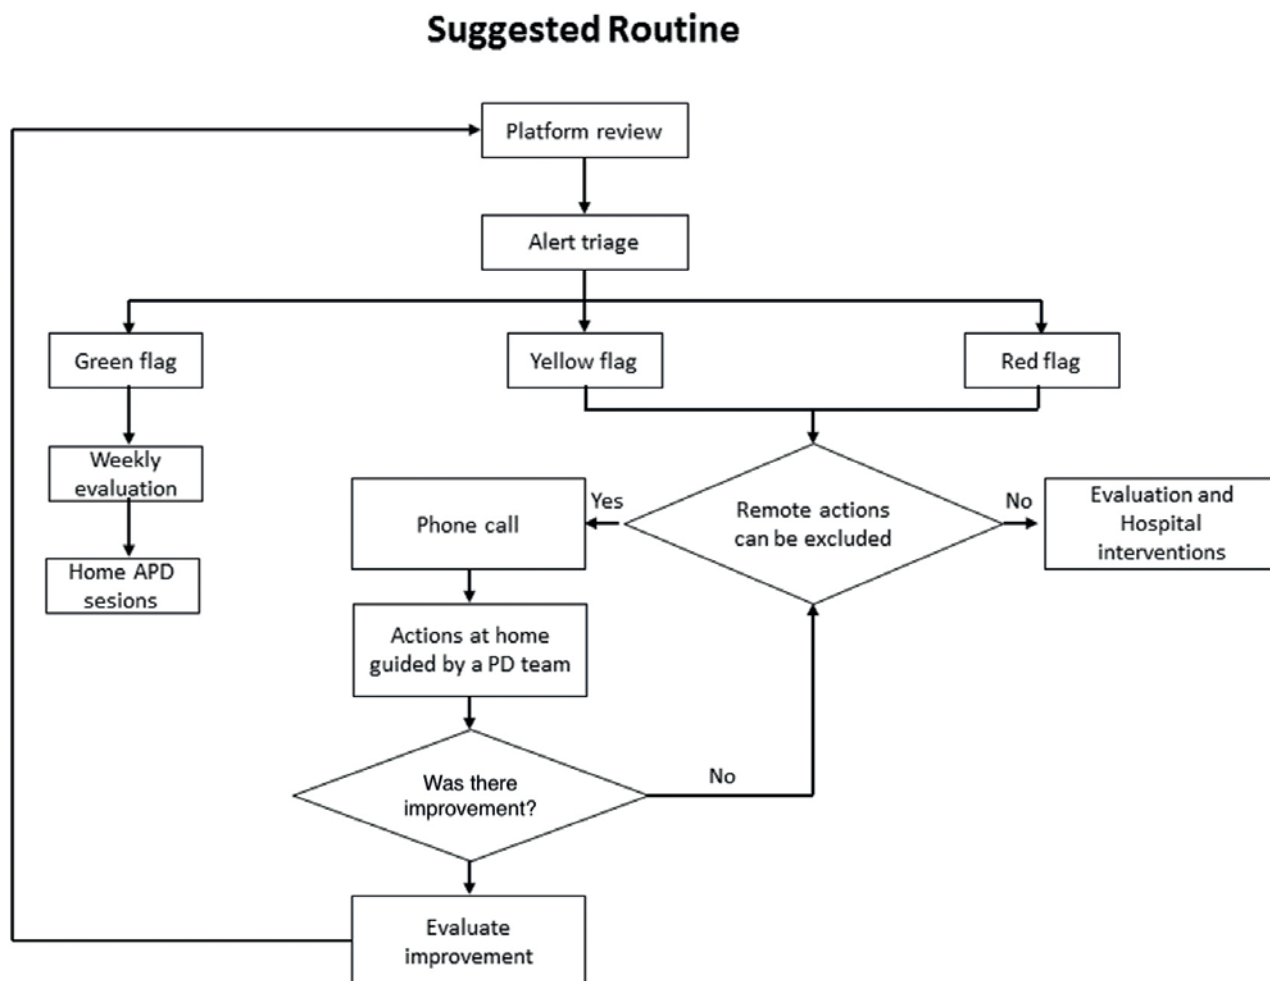 Suggested Routine
Platform review
Alert triage
Green flag
Yellow flag
Red flag
Weekly
evaluation
Home APD
sesions
Remote actions
can be excluded
Yes
No
Phone call
Evaluation and
Hospital
interventions
Actions at home
guided by a PD team
Was there
improvement?
No
Evaluate
improvement